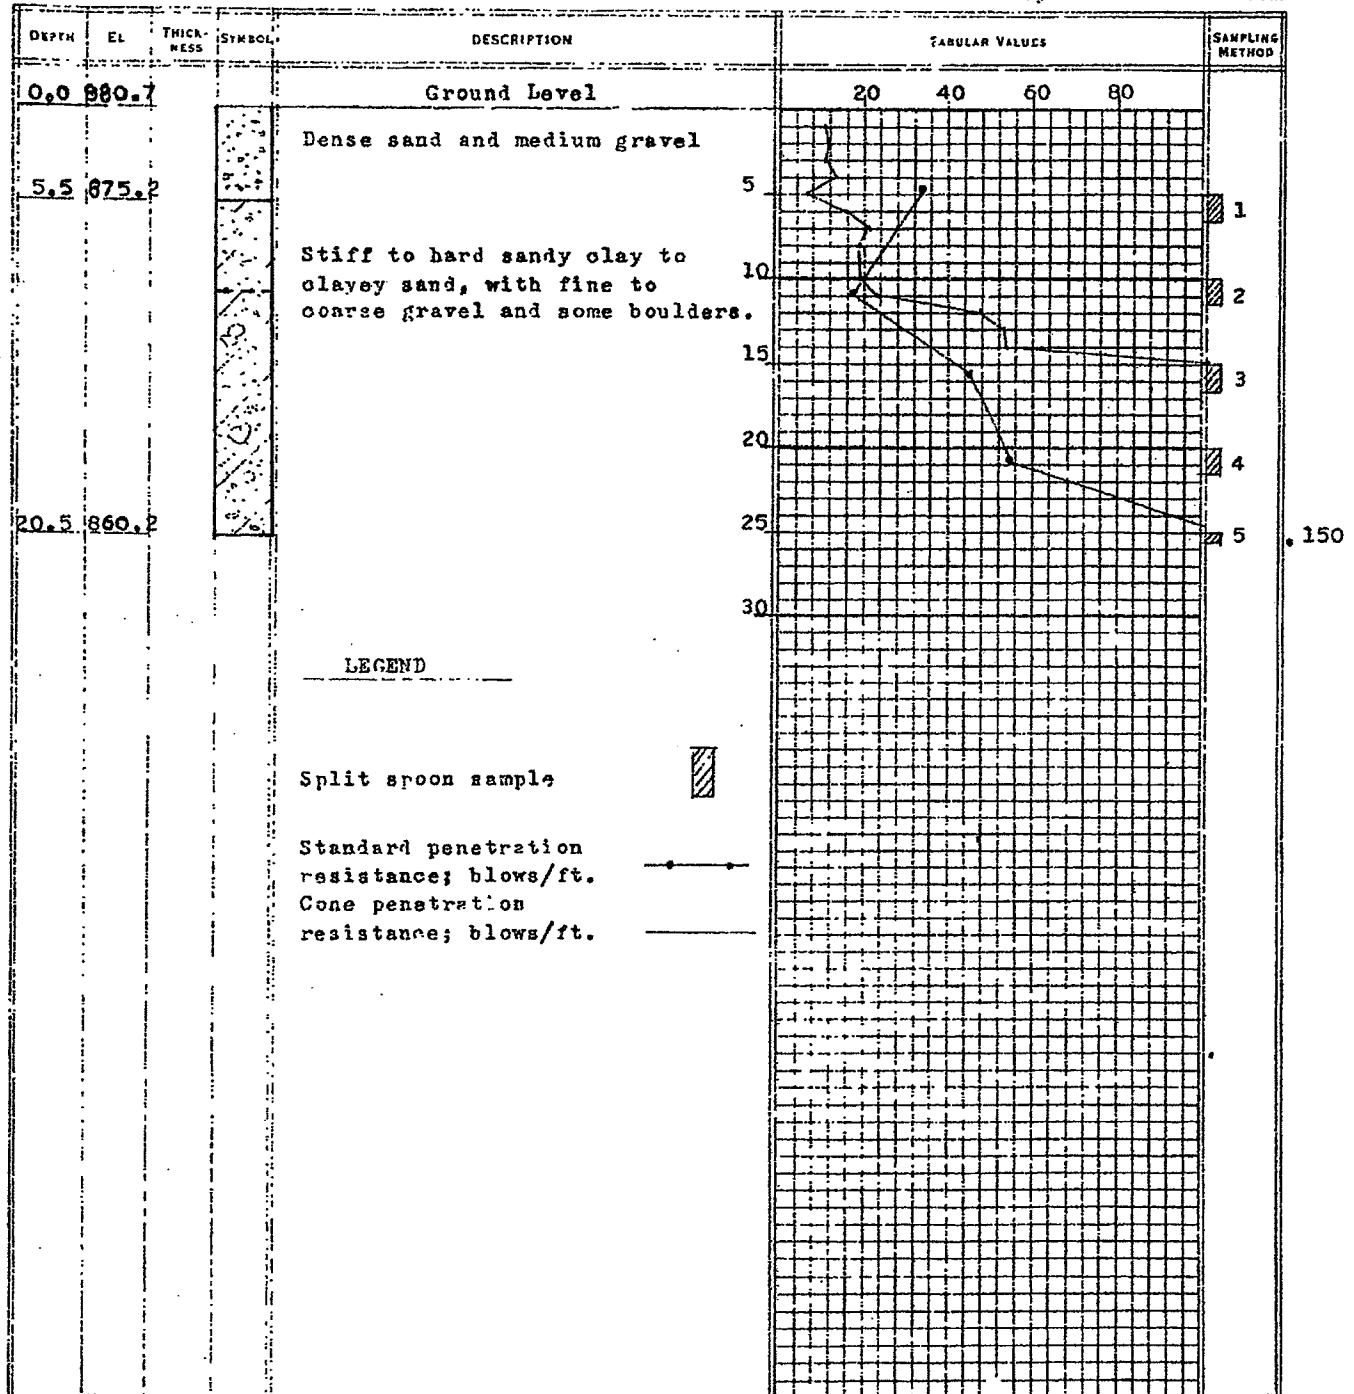 DEPTH EL THICK-NESS SYMBOL DESCRIPTION TABULAR VALUES SAMPLING METHOD
0.0 880.7 Ground Level 20 40 60 80
Dense sand and medium gravel
5.5 875.2 5
1
Stiff to hard sandy clay to
10
clayey sand, with fine to 2
coarse gravel and some boulders.
15
3
20
4
20.5 860.2 25 5 150
30
LEGEND
Split spoon sample
Standard penetration
resistance; blows/ft.
Cone penetration
resistance; blows/ft.